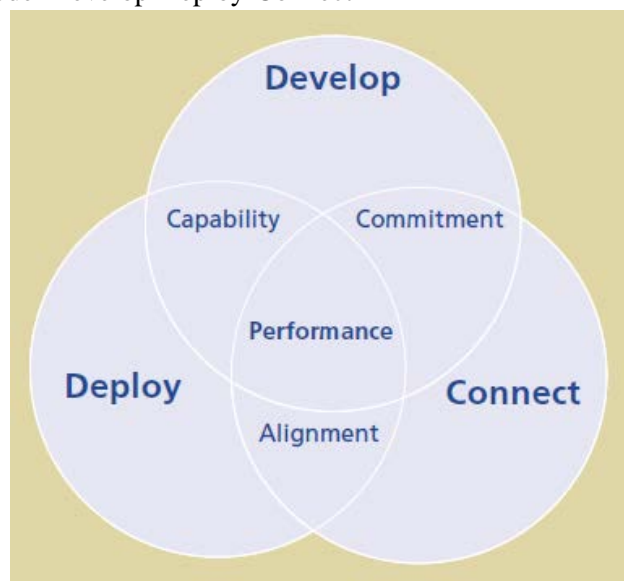 Develop
Capability
Commitment
Performance
Deploy
Connect
Alignment